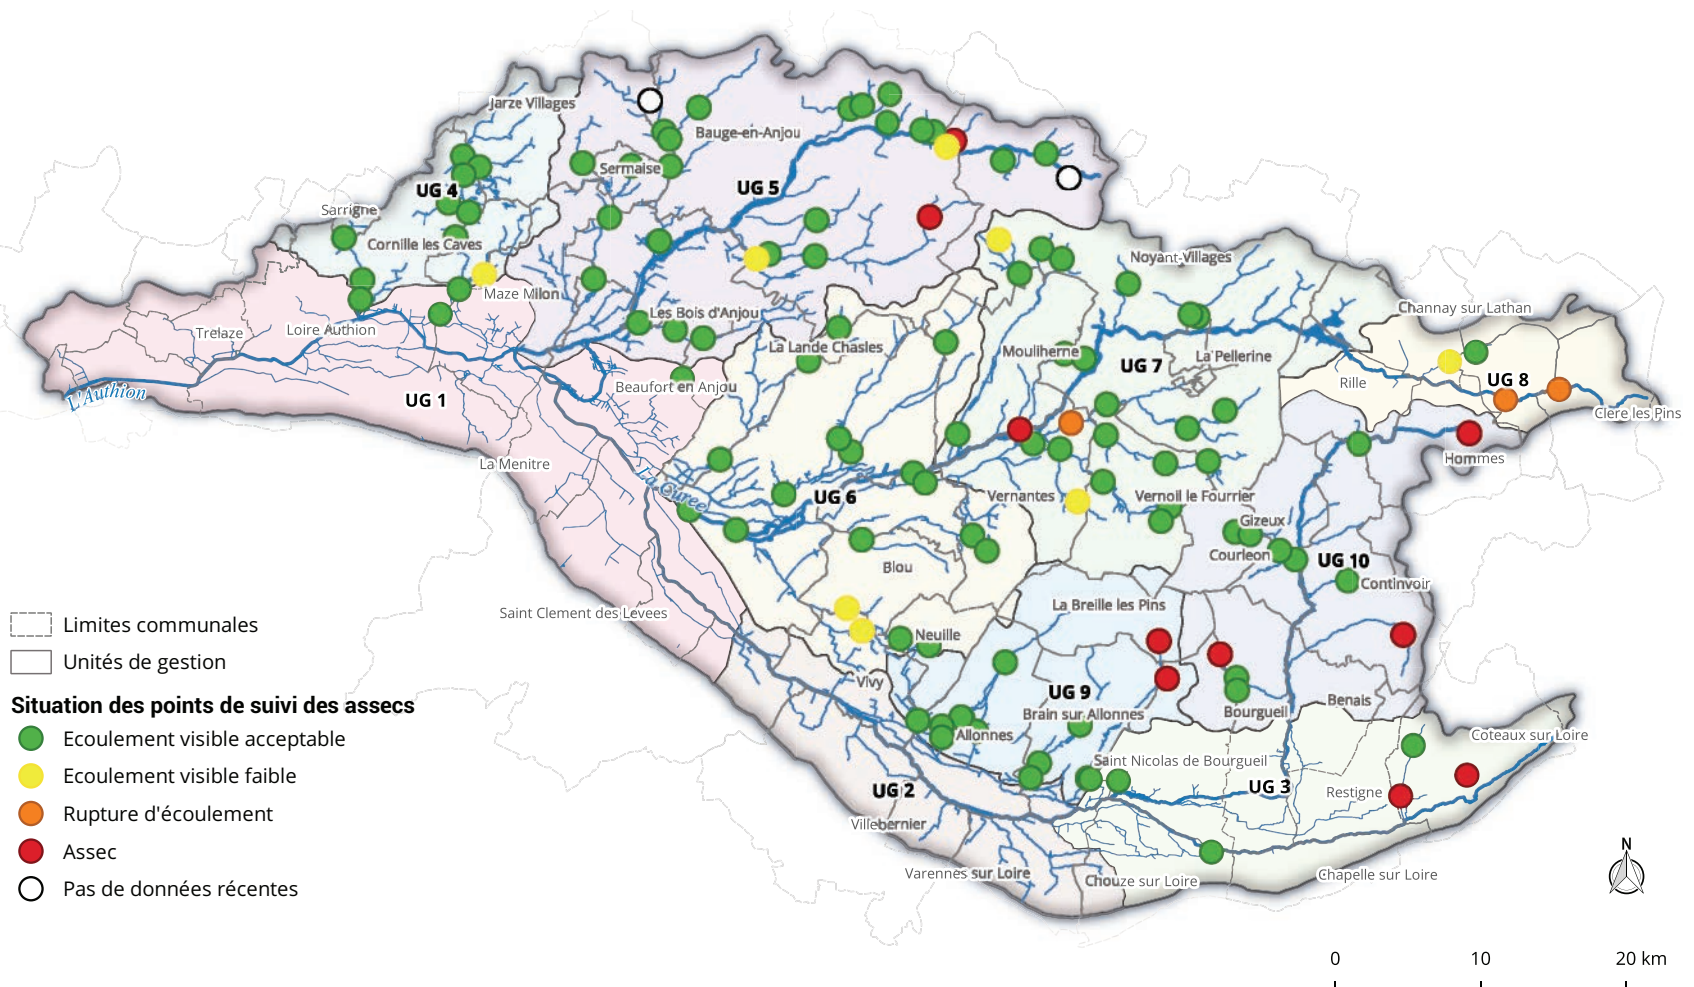 Jarze Villages
Bauge-en-Anjou
Sermaise
UG 4
UG 5
Sarrigne
Cornille les Caves
Noyant-Villages
Maze Milon
Channay sur Lathan
Les Bois d'Anjou
Loire Authion
Trelaze
La Lande Chasles
Mouliherne
La Pellerine
UG 7
Rille
UG 8
L'Authion
Beaufort en Anjou
UG 1
Clere les Pins
La Menitre
Hommes
La Curee
UG 6
Vernantes
Vernoil le Fourrier
Gizeux
Courleon
UG 10
Blou
Continvoir
Saint Clement des Levees
La Breille les Pins
Neuille
Vivy
UG 9
Benais
Brain sur Allonnes
Bourgueil
Allonnes
Coteaux sur Loire
Saint Nicolas de Bourgueil
UG 2
UG 3
Restigne
Villebernier
Varennes sur Loire
Chouze sur Loire
Chapelle sur Loire
Limites communales
Unités de gestion
Situation des points de suivi des assecs
Ecoulement visible acceptable
Ecoulement visible faible
Rupture d'écoulement
Assec
Pas de données récentes
N
0 10 20 km